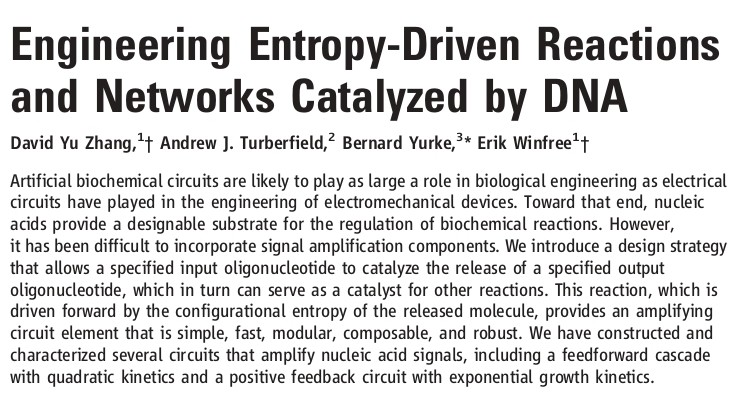 Engineering Entropy-Driven Reactions
and Networks Catalyzed by DNA
David Yu Zhang,1† Andrew J. Turberfield,2 Bernard Yurke,3* Erik Winfree1†
Artificial biochemical circuits are likely to play as large a role in biological engineering as electrical
circuits have played in the engineering of electromechanical devices. Toward that end, nucleic
acids provide a designable substrate for the regulation of biochemical reactions. However,
it has been difficult to incorporate signal amplification components. We introduce a design strategy
that allows a specified input oligonucleotide to catalyze the release of a specified output
oligonucleotide, which in turn can serve as a catalyst for other reactions. This reaction, which is
driven forward by the configurational entropy of the released molecule, provides an amplifying
circuit element that is simple, fast, modular, composable, and robust. We have constructed and
characterized several circuits that amplify nucleic acid signals, including a feedforward cascade
with quadratic kinetics and a positive feedback circuit with exponential growth kinetics.